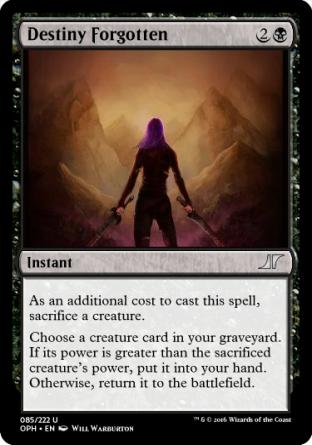 Destiny Forgotten 2
Instant
As an additional cost to cast this spell,
sacrifice a creature.
Choose a creature card in your graveyard.
If its power is greater than the sacrificed
creature's power, put it into your hand.
Otherwise, return it to the battlefield.
085/222 U
OPH • EN Will Warburton
™ & © 2016 Wizards of the Coast